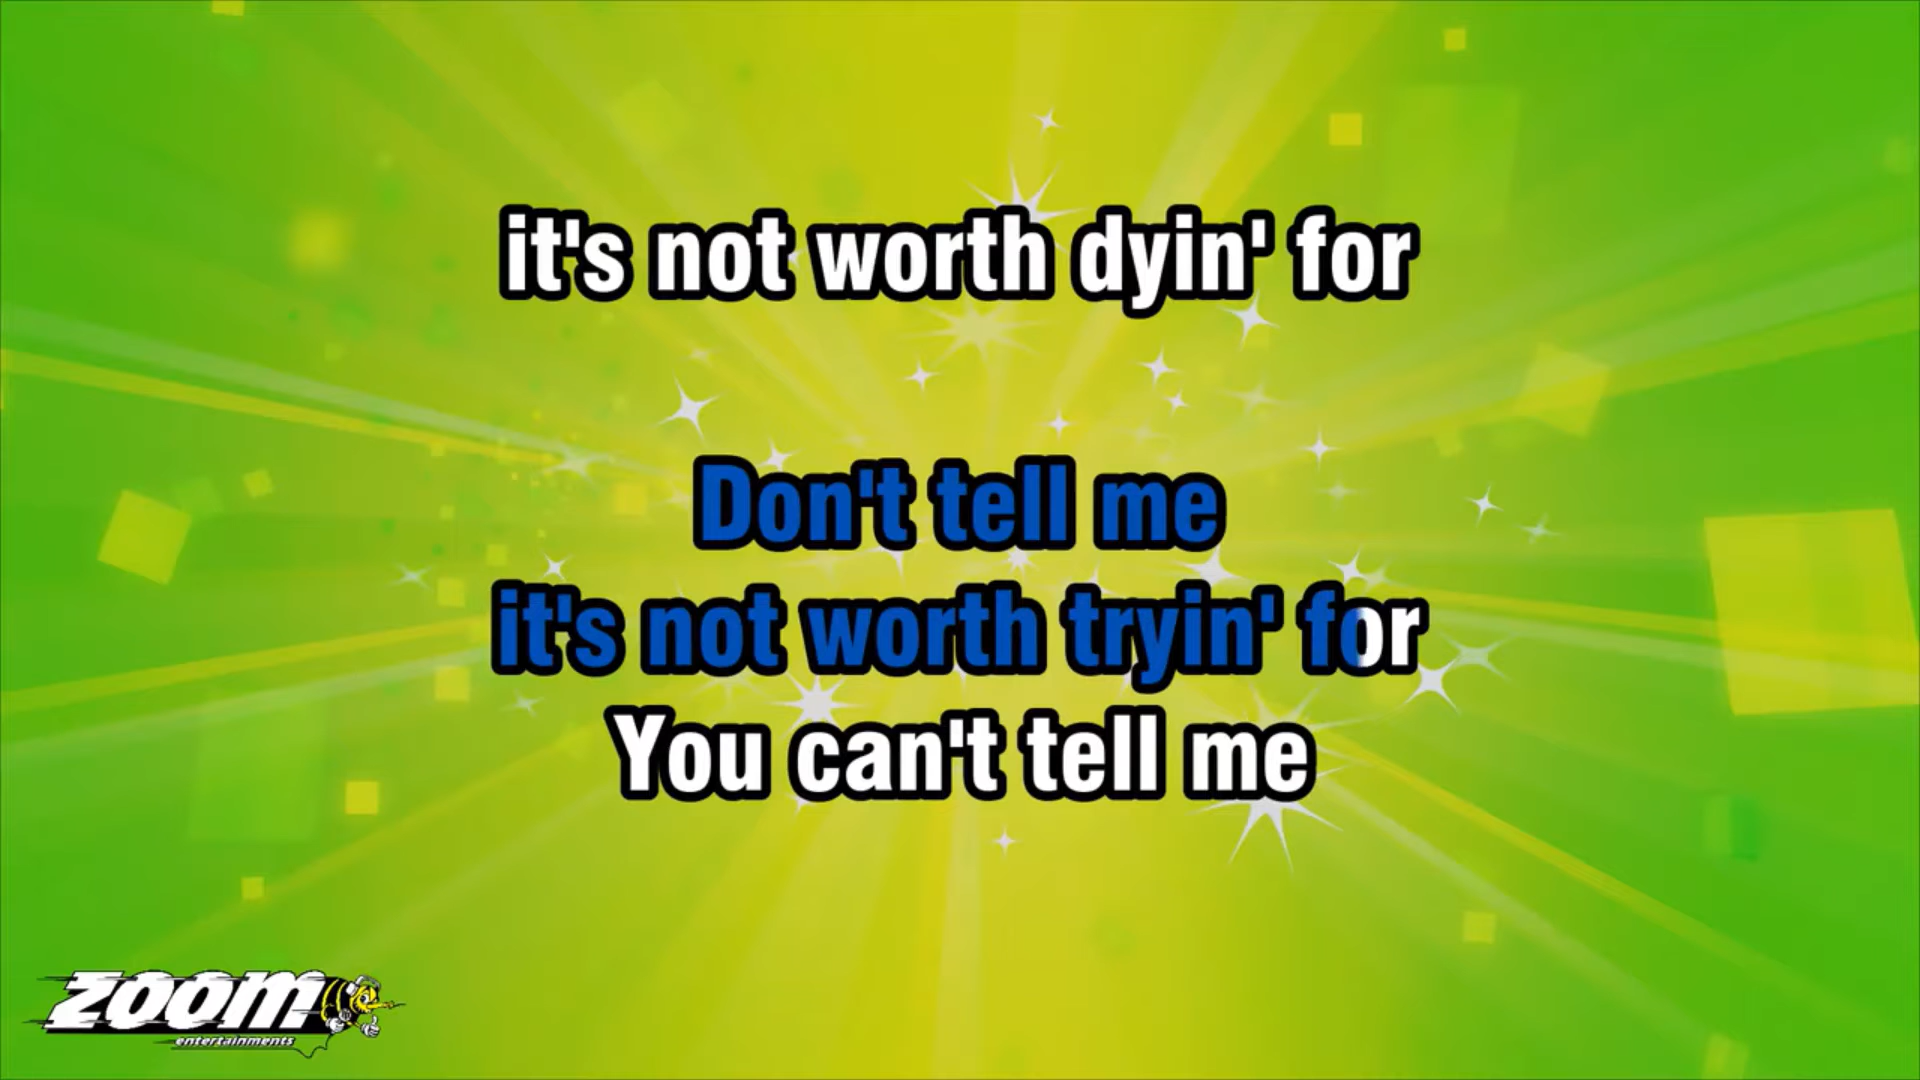 it's not worth dyin' for
Don't tell me
it's not worth tryin' for
You can't tell me
zoom
entertainments